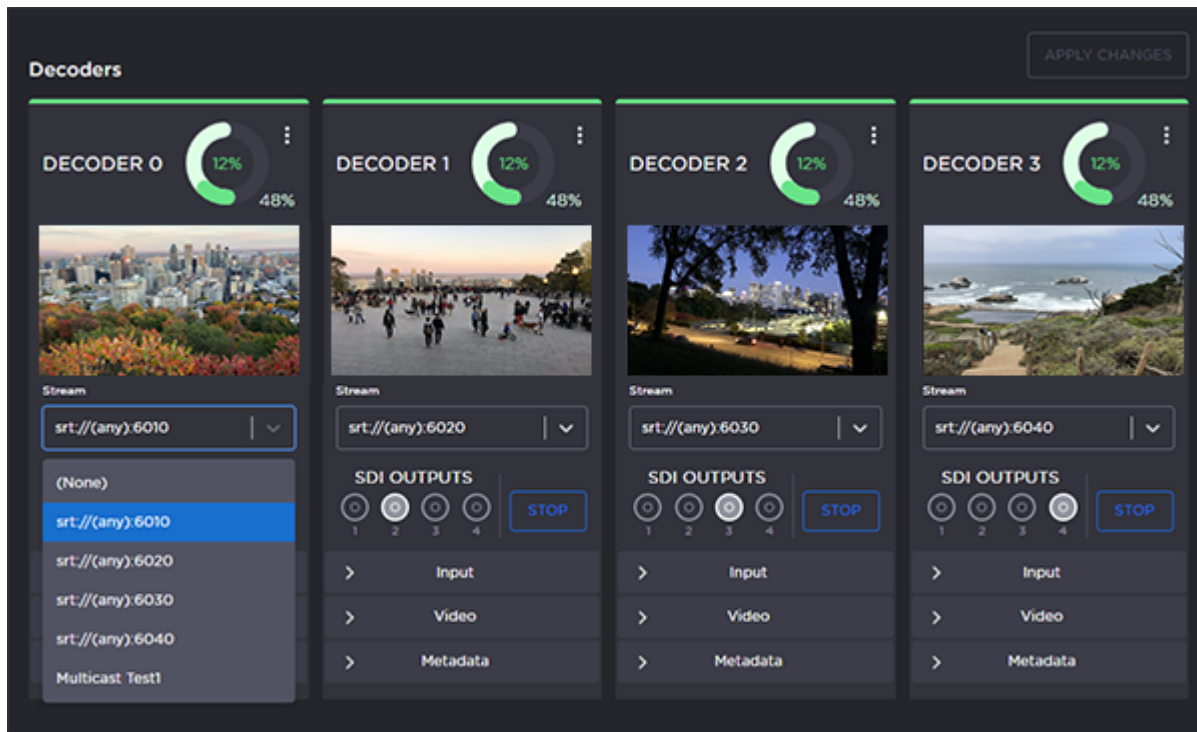 APPLY CHANGES
Decoders
DECODER 0
12%
48%
DECODER 1
12%
48%
DECODER 2
12%
48%
DECODER 3
12%
48%
Stream
srt://(any):6010
(None)
srt://(any):6010
srt://(any):6020
srt://(any):6030
srt://(any):6040
Multicast Test1
Stream
srt://(any):6020
SDI OUTPUTS
1 2 3 4
STOP
Input
Video
Metadata
Stream
srt://(any):6030
SDI OUTPUTS
1 2 3 4
STOP
Input
Video
Metadata
Stream
srt://(any):6040
SDI OUTPUTS
1 2 3 4
STOP
Input
Video
Metadata